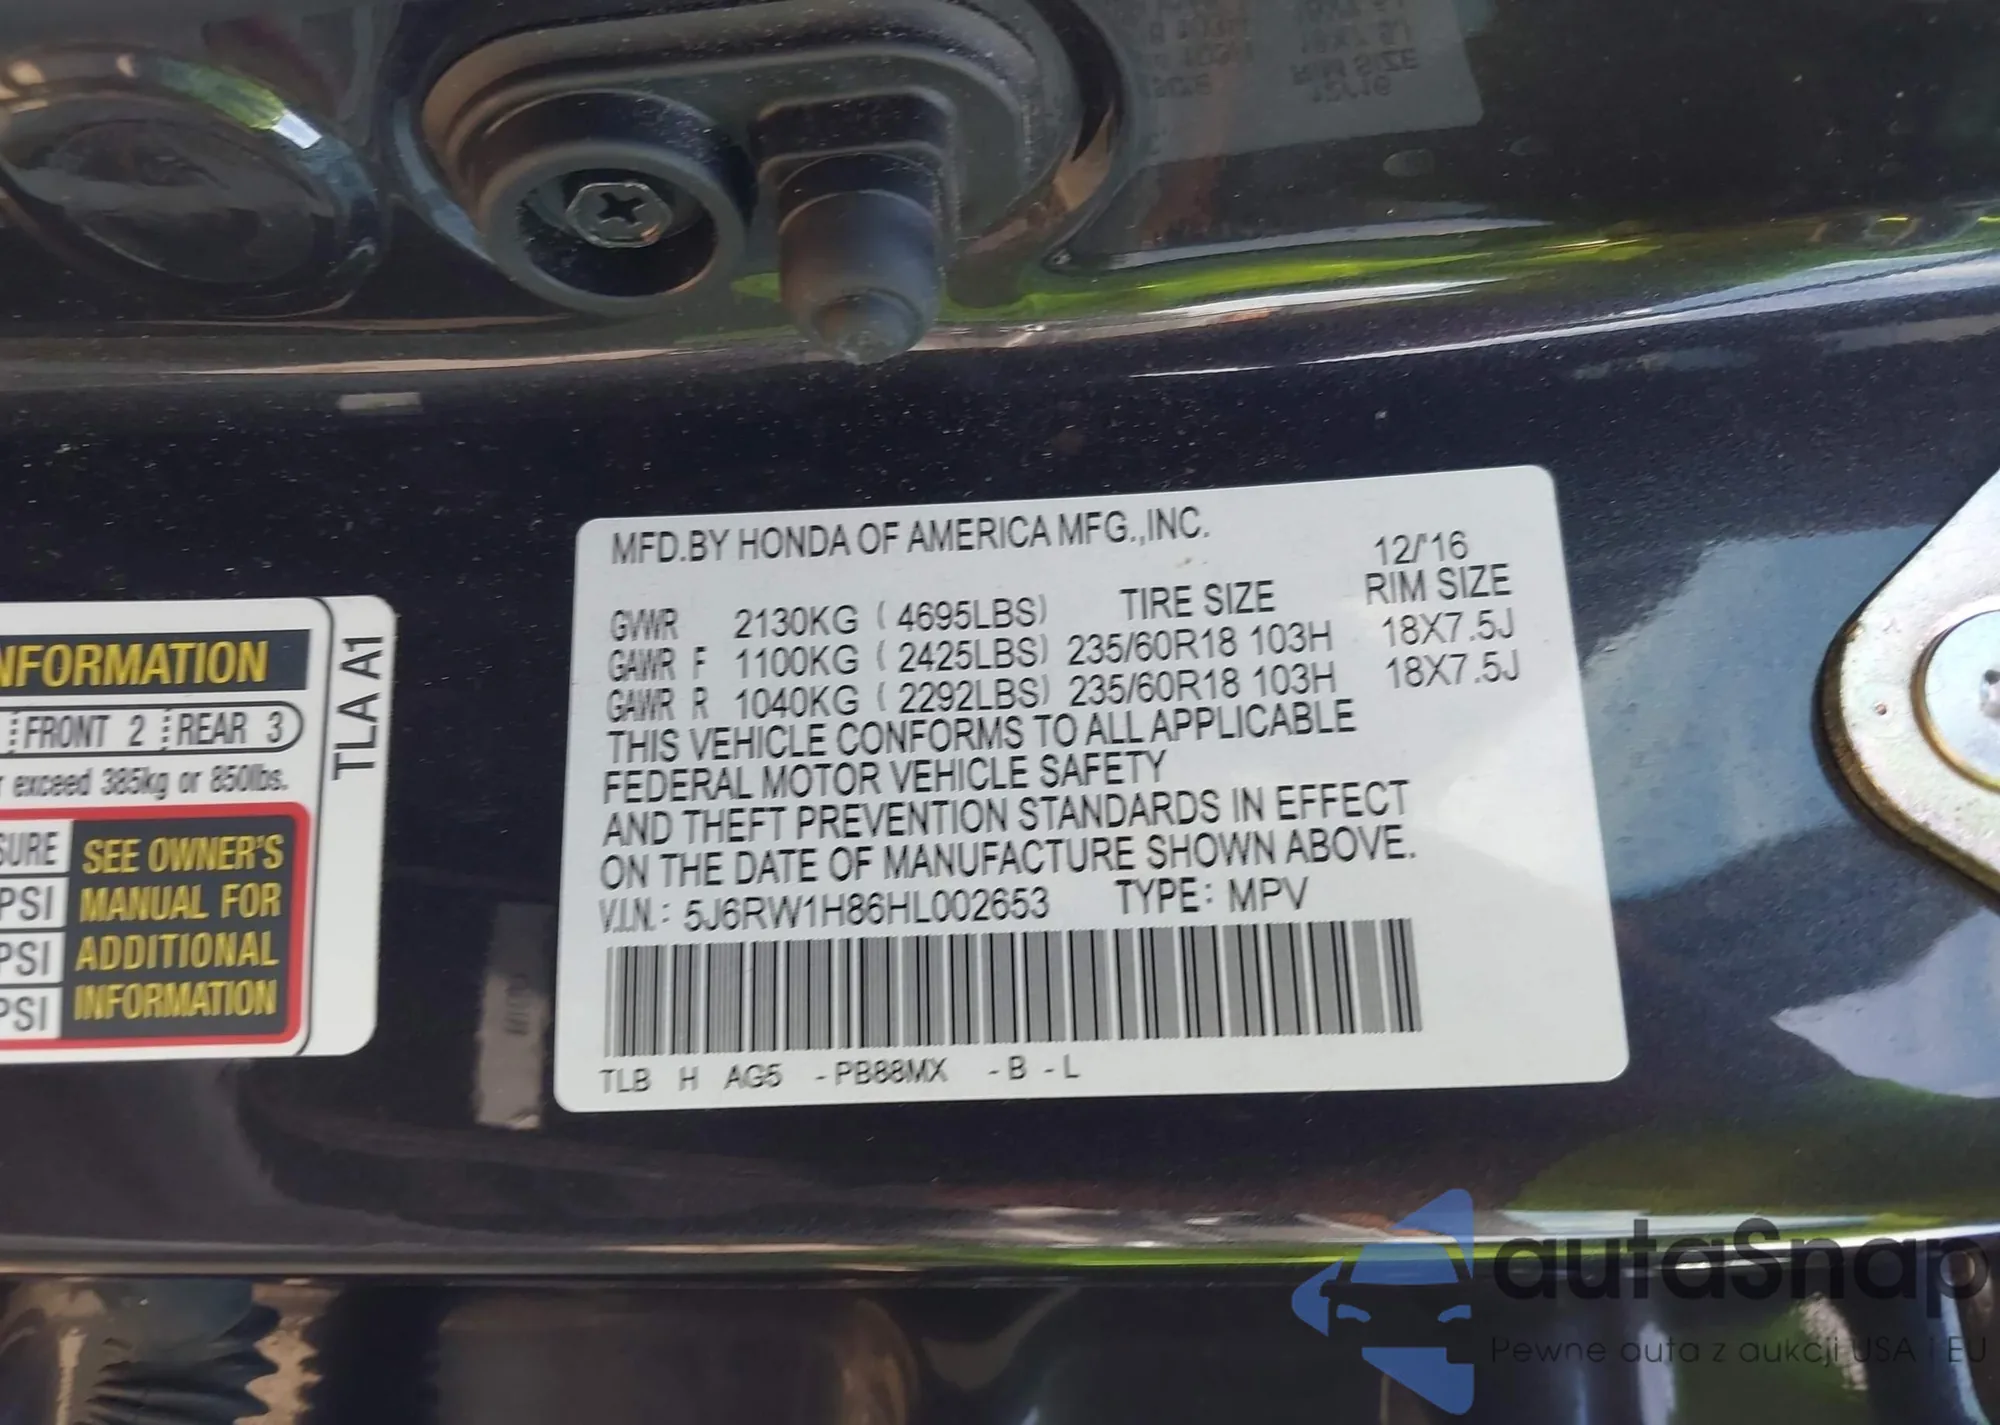 12/'16
RIM SIZE
NFORMATION
FRONT 2 REAR 3
exceed 385kg or 850lbs.
SURE
PSI
PSI
PSI
SEE OWNER'S
MANUAL FOR
ADDITIONAL
INFORMATION
TLA A1
MFD.BY HONDA OF AMERICA MFG.,INC. 12/'16
TIRE SIZE RIM SIZE
GVWR 2130KG ( 4695LBS)
GAWR F 1100KG ( 2425LBS) 235/60R18 103H 18X7.5J
GAWR R 1040KG ( 2292LBS) 235/60R18 103H 18X7.5J
THIS VEHICLE CONFORMS TO ALL APPLICABLE
FEDERAL MOTOR VEHICLE SAFETY
AND THEFT PREVENTION STANDARDS IN EFFECT
ON THE DATE OF MANUFACTURE SHOWN ABOVE.
V.I.N.: 5J6RW1H86HL002653 TYPE: MPV
TLB H AG5 -PB88MX -B -L
autaSnap
Pewne auta z aukcji USA i EU